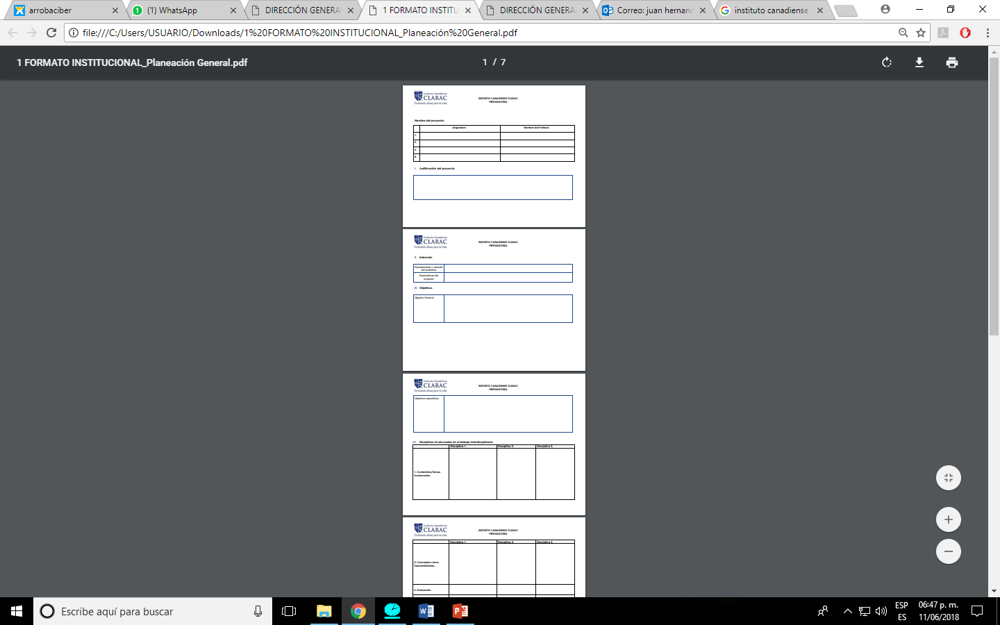 arrobaciber
(1) WhatsApp
DIRECCIÓN GENERA
1 FORMATO INSTITU
DIRECCIÓN GENERA
Correo: juan hernand
instituto canadiense
file:///C:/Users/USUARIO/Downloads/1%20FORMATO%20INSTITUCIONAL_Planeación%20General.pdf
1 FORMATO INSTITUCIONAL_Planeación General.pdf
1 / 7
Instituto Canadiense
CLARAC
Formando almas para la vida
INSTITUTO CANADIENSE CLARAC
PREPARATORIA
Nombre del proyecto:
Asignatura
Nombre del Profesor
1.
2.
3.
4.
I. Justificación del proyecto.
Instituto Canadiense
CLARAC
Formando almas para la vida
INSTITUTO CANADIENSE CLARAC
PREPARATORIA
II. Intención.
Planteamiento y solución
del problema
Expectativas del
proyecto
III. Objetivos
Objetivo General
Instituto Canadiense
CLARAC
Formando almas para la vida
INSTITUTO CANADIENSE CLARAC
PREPARATORIA
Objetivos específicos
IV. Disciplinas involucradas en el trabajo interdisciplinario
Disciplina 1.
Disciplina 2.
Disciplina 3.
1. Contenidos/Temas
involucrados
Instituto Canadiense
CLARAC
Formando almas para la vida
INSTITUTO CANADIENSE CLARAC
PREPARATORIA
Disciplina 1.
Disciplina 2.
Disciplina 3.
2. Conceptos clave,
Trascendentales.
3. Evaluación.
Escribe aquí para buscar
ESP
ES
06:47 p. m.
11/06/2018